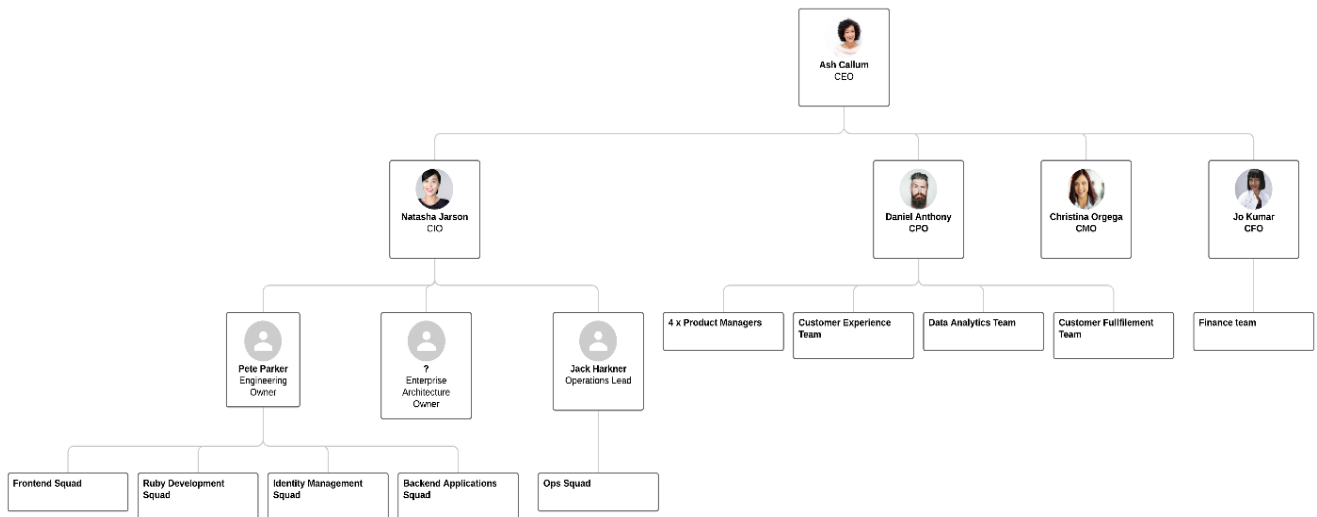 Ash Callum
CEO
Natasha Jarson
CIO
Daniel Anthony
CPO
Christina Orgega
CMO
Jo Kumar
CFO
Pete Parker
Engineering
Owner
?
Enterprise
Architecture
Owner
Jack Harkner
Operations Lead
4 x Product Managers
Customer Experience
Team
Data Analytics Team
Customer Fullfilement
Team
Finance team
Frontend Squad
Ruby Development
Squad
Identity Management
Squad
Backend Applications
Squad
Ops Squad